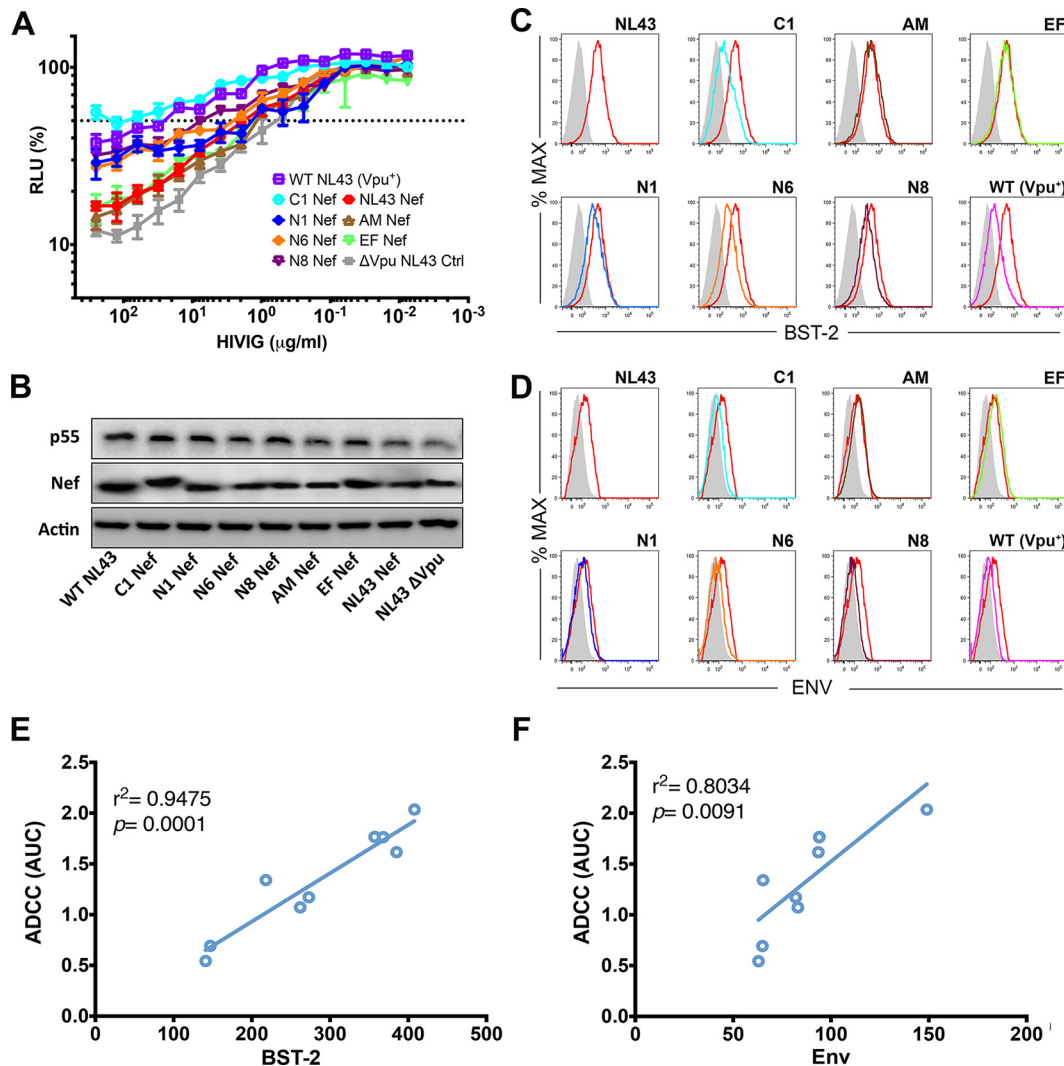 A
RLU (%)
100
10
10² 10¹ 10⁰ 10⁻¹ 10⁻² 10⁻³
HIVIG (µg/ml)
WT NL43 (Vpu⁺)
C1 Nef
NL43 Nef
N1 Nef
AM Nef
N6 Nef
EF Nef
N8 Nef
ΔVpu NL43 Ctrl
B
p55
Nef
Actin
WT NL43
C1 Nef
N1 Nef
N6 Nef
N8 Nef
AM Nef
EF Nef
NL43 Nef
NL43 ΔVpu
C
NL43
C1
AM
EF
N1
N6
N8
WT (Vpu⁺)
% MAX
BST-2
D
NL43
C1
AM
EF
N1
N6
N8
WT (Vpu⁺)
% MAX
ENV
E
ADCC (AUC)
2.5
2.0
1.5
1.0
0.5
0.0
r²= 0.9475
p= 0.0001
0 100 200 300 400 500
BST-2
F
ADCC (AUC)
2.5
2.0
1.5
1.0
0.5
0.0
r²= 0.8034
p= 0.0091
0 50 100 150 200
Env